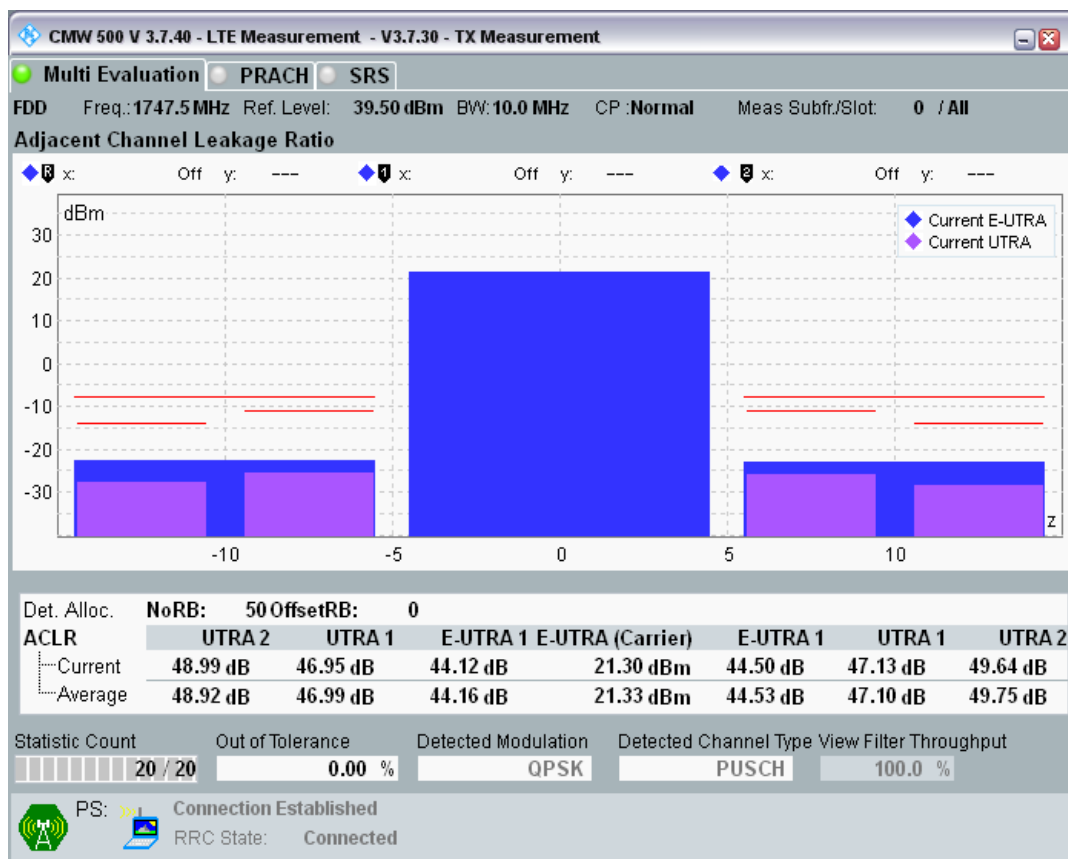 CMW 500 V 3.7.40 - LTE Measurement - V3.7.30 - TX Measurement
Multi Evaluation PRACH SRS
FDD Freq.: 1747.5 MHz Ref. Level: 39.50 dBm BW: 10.0 MHz CP :Normal Meas Subfr./Slot: 0 / All
Adjacent Channel Leakage Ratio
R x: Off y: --- 1 x: Off y: --- 2 x: Off y: ---
dBm
Current E-UTRA
Current UTRA
30
20
10
0
-10
-20
-30
z
-10 -5 0 5 10
Det. Alloc. NoRB: 50 OffsetRB: 0
ACLR UTRA 2 UTRA 1 E-UTRA 1 E-UTRA (Carrier) E-UTRA 1 UTRA 1 UTRA 2
Current 48.99 dB 46.95 dB 44.12 dB 21.30 dBm 44.50 dB 47.13 dB 49.64 dB
Average 48.92 dB 46.99 dB 44.16 dB 21.33 dBm 44.53 dB 47.10 dB 49.75 dB
Statistic Count Out of Tolerance Detected Modulation Detected Channel Type View Filter Throughput
20 / 20 0.00 % QPSK PUSCH 100.0 %
PS: Connection Established
RRC State: Connected